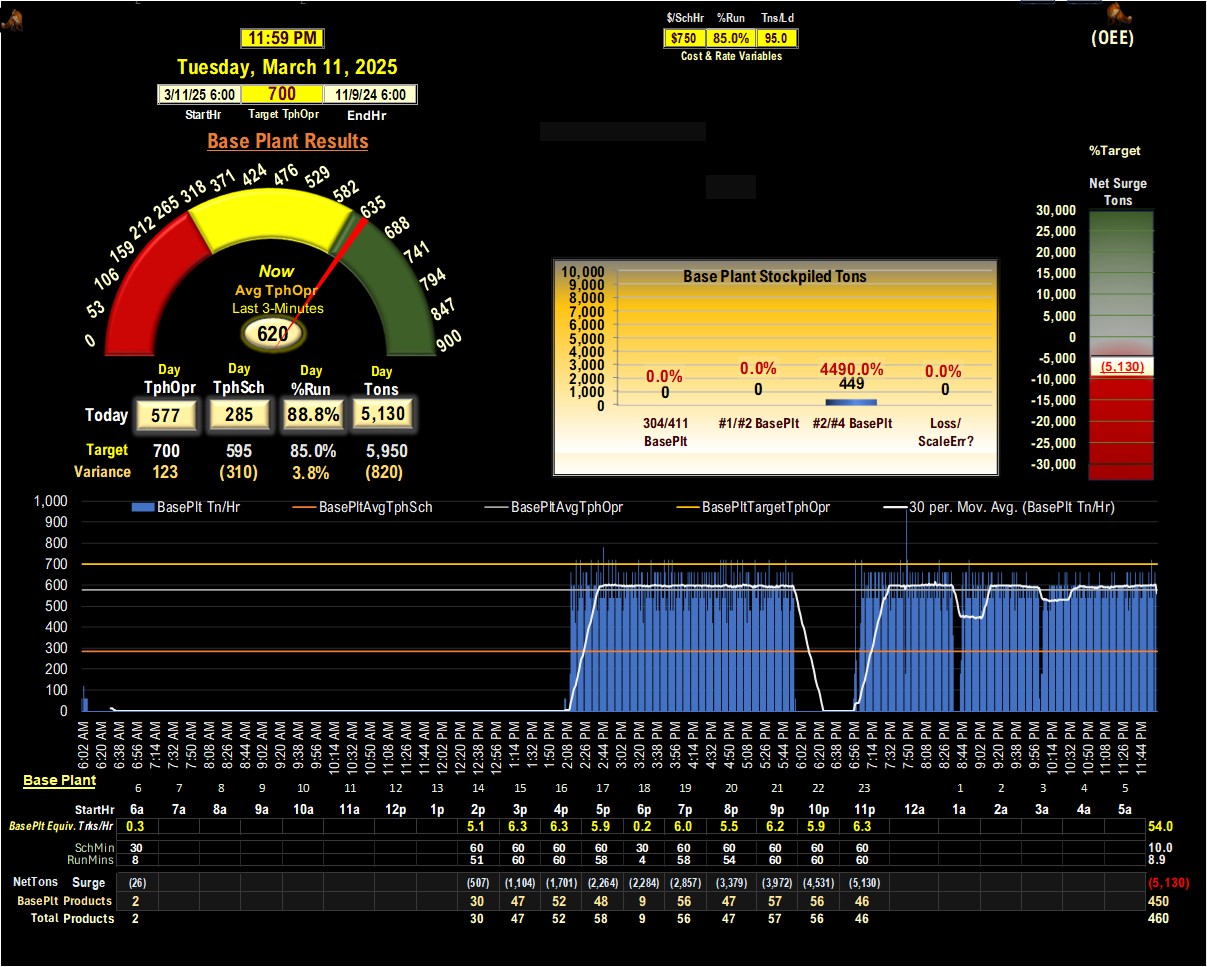 $/SchHr %Run Tns/Ld
$750 85.0% 95.0
Cost & Rate Variables
(OEE)
11:59 PM
Tuesday, March 11, 2025
3/11/25 6:00 700 11/9/24 6:00
StartHr Target TphOpr EndHr
Base Plant Results
0 53 106 159 212 265 318 371 424 476 529 582 635 688 741 794 847 900
Now
Avg TphOpr
Last 3-Minutes
620
Day Day Day Day
TphOpr TphSch %Run Tons
Today 577 285 88.8% 5,130
Target 700 595 85.0% 5,950
Variance 123 (310) 3.8% (820)
Base Plant Stockpiled Tons
10,000
9,000
8,000
7,000
6,000
5,000
4,000
3,000
2,000
1,000
0
0.0% 0.0% 4490.0% 0.0%
0 0 449 0
304/411 BasePlt
#1/#2 BasePlt
#2/#4 BasePlt
Loss/ ScaleErr?
%Target
Net Surge
Tons
30,000
25,000
20,000
15,000
10,000
5,000
0
-5,000
-10,000
-15,000
-20,000
-25,000
-30,000
(5,130)
BasePlt Tn/Hr BasePltAvgTphSch BasePltAvgTphOpr BasePltTargetTphOpr 30 per. Mov. Avg. (BasePlt Tn/Hr)
1,000
900
800
700
600
500
400
300
200
100
0
6:02 AM 6:20 AM 6:38 AM 6:56 AM 7:14 AM 7:32 AM 7:50 AM 8:08 AM 8:26 AM 8:44 AM 9:02 AM 9:20 AM 9:38 AM 9:56 AM 10:14 AM 10:32 AM 10:50 AM 11:08 AM 11:26 AM 11:44 AM 12:02 PM 12:20 PM 12:38 PM 12:56 PM 1:14 PM 1:32 PM 1:50 PM 2:08 PM 2:26 PM 2:44 PM 3:02 PM 3:20 PM 3:38 PM 3:56 PM 4:14 PM 4:32 PM 4:50 PM 5:08 PM 5:26 PM 5:44 PM 6:02 PM 6:20 PM 6:38 PM 6:56 PM 7:14 PM 7:32 PM 7:50 PM 8:08 PM 8:26 PM 8:44 PM 9:02 PM 9:20 PM 9:38 PM 9:56 PM 10:14 PM 10:32 PM 10:50 PM 11:08 PM 11:26 PM 11:44 PM
Base Plant
6 7 8 9 10 11 12 13 14 15 16 17 18 19 20 21 22 23 1 2 3 4 5
StartHr 6a 7a 8a 9a 10a 11a 12p 1p 2p 3p 4p 5p 6p 7p 8p 9p 10p 11p 12a 1a 2a 3a 4a 5a
BasePlt Equiv. Trks/Hr 0.3 5.1 6.3 6.3 5.9 0.2 6.0 5.5 6.2 5.9 6.3 54.0
SchMin 30 60 60 60 60 30 60 60 60 60 60 10.0
RunMins 8 51 60 60 58 4 58 54 60 60 60 8.9
NetTons Surge (26) (507) (1,104) (1,701) (2,264) (2,284) (2,857) (3,379) (3,972) (4,531) (5,130) (5,130)
BasePlt Products 2 30 47 52 48 9 56 47 57 56 46 450
Total Products 2 30 47 52 58 9 56 47 57 56 46 460